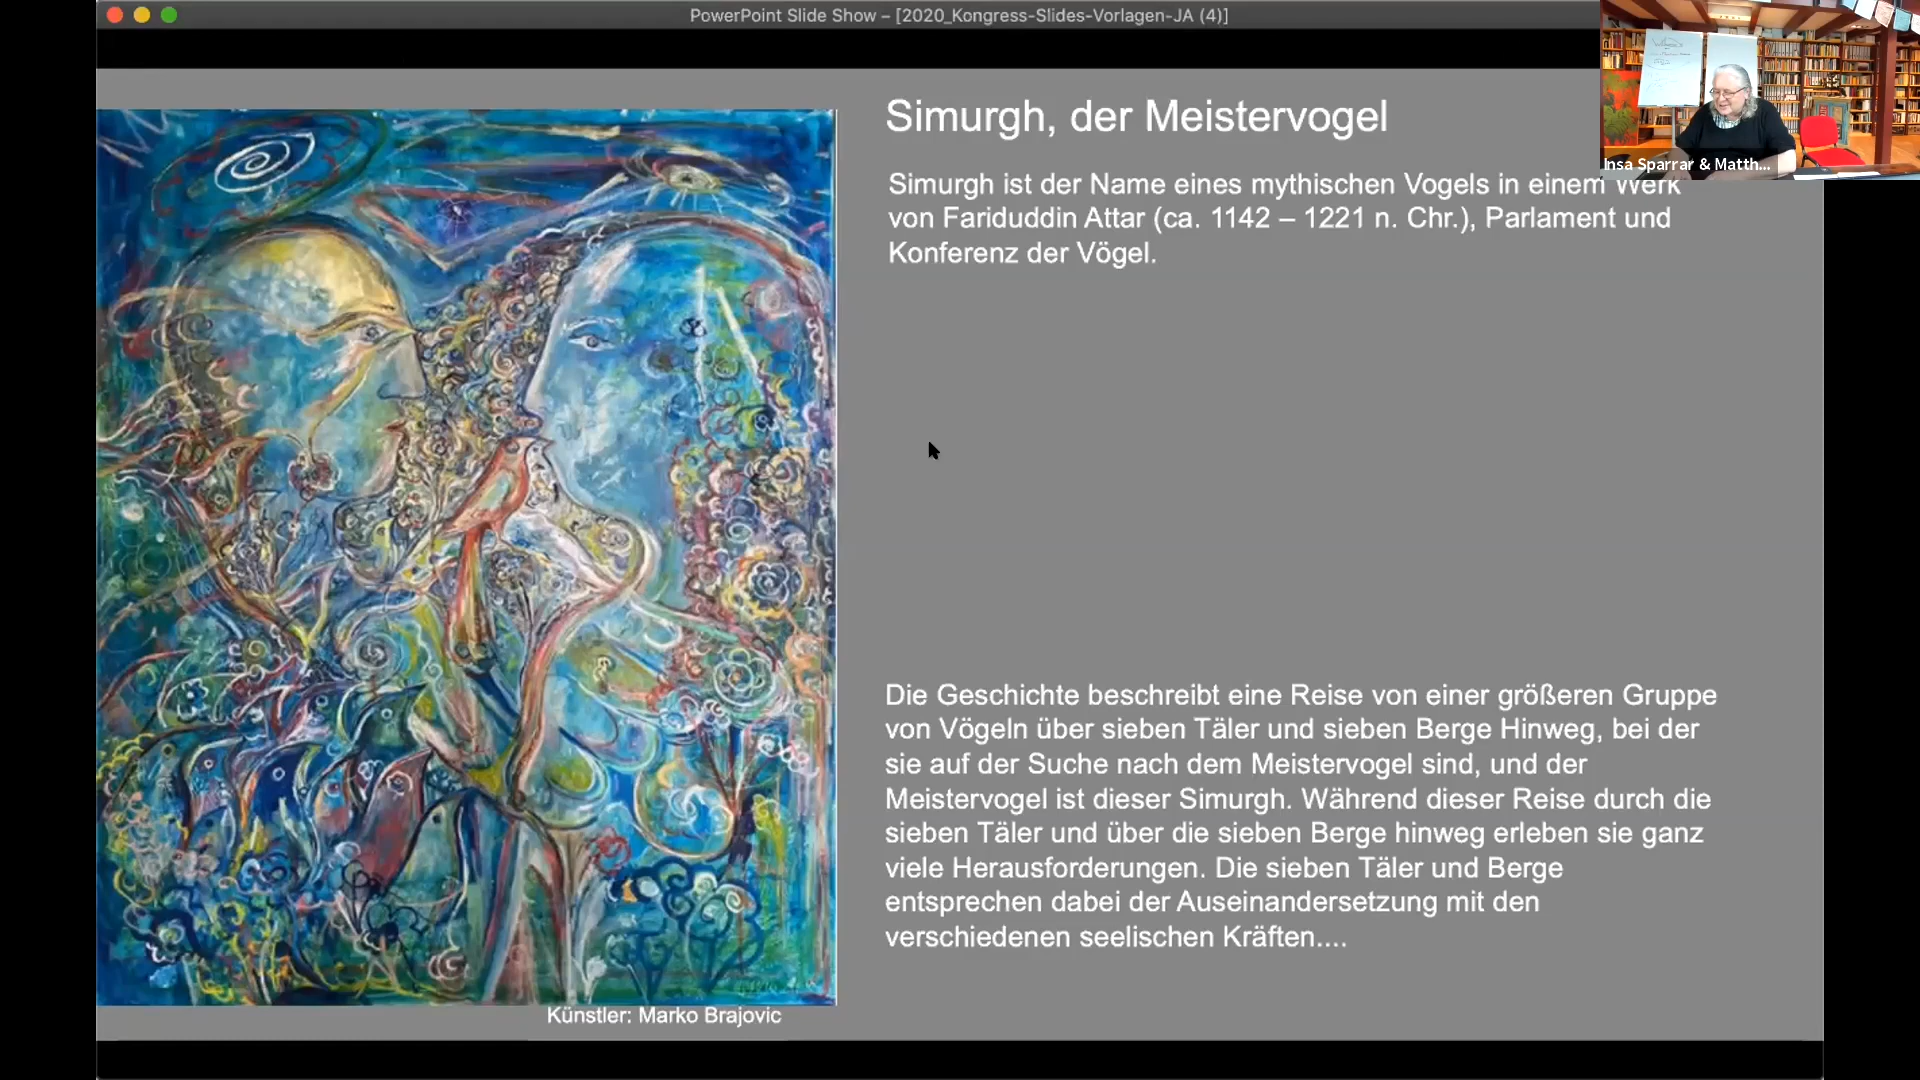 PowerPoint Slide Show – [2020_Kongress-Slides-Vorlagen-JA (4)]
Insa Sparrar & Matth...
Simurgh, der Meistervogel
Simurgh ist der Name eines mythischen Vogels in einem Werk
von Fariduddin Attar (ca. 1142 – 1221 n. Chr.), Parlament und
Konferenz der Vögel.
Die Geschichte beschreibt eine Reise von einer größeren Gruppe
von Vögeln über sieben Täler und sieben Berge Hinweg, bei der
sie auf der Suche nach dem Meistervogel sind, und der
Meistervogel ist dieser Simurgh. Während dieser Reise durch die
sieben Täler und über die sieben Berge hinweg erleben sie ganz
viele Herausforderungen. Die sieben Täler und Berge
entsprechen dabei der Auseinandersetzung mit den
verschiedenen seelischen Kräften....
Künstler: Marko Brajovic